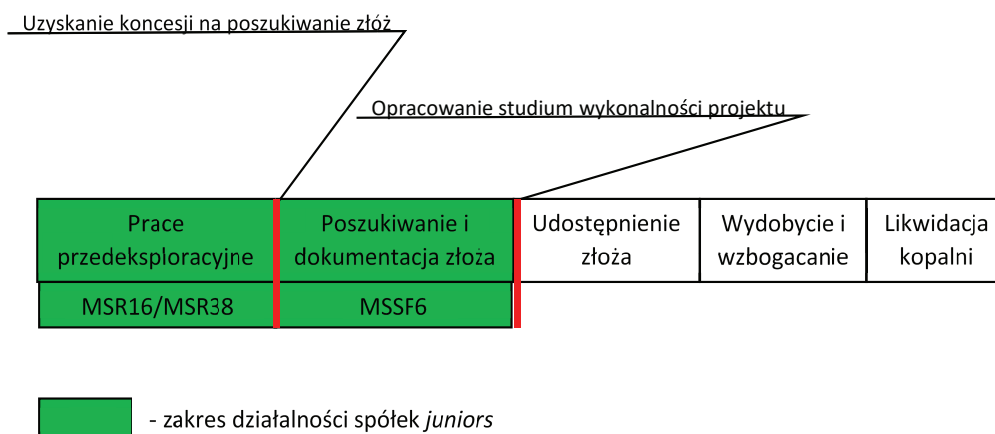 Uzyskanie koncesji na poszukiwanie złóż
Opracowanie studium wykonalności projektu
Prace
przedeksploracyjne
Poszukiwanie i
dokumentacja złoża
Udostępnienie
złoża
Wydobycie i
wzbogacanie
Likwidacja
kopalni
MSR16/MSR38
MSSF6
- zakres działalności spółek juniors